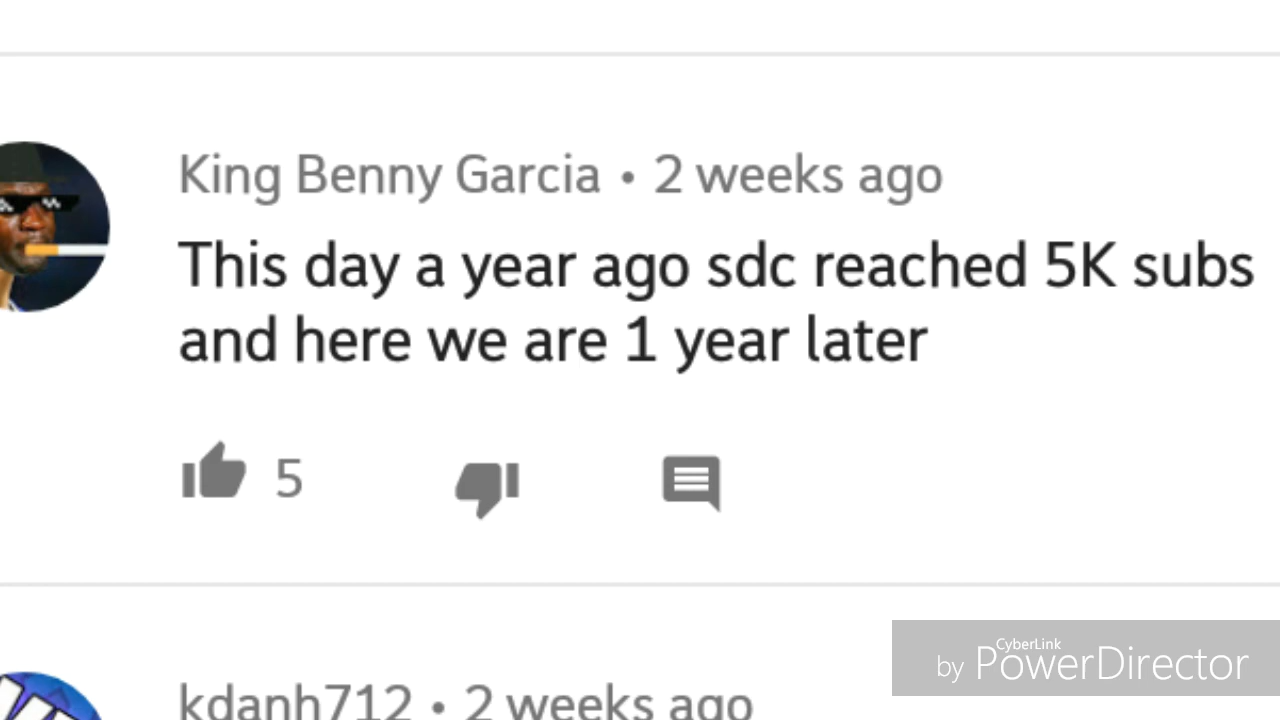 King Benny Garcia • 2 weeks ago
This day a year ago sdc reached 5K subs
and here we are 1 year later
5
CyberLink
by PowerDirector
kdanh712 • 2 weeks ago